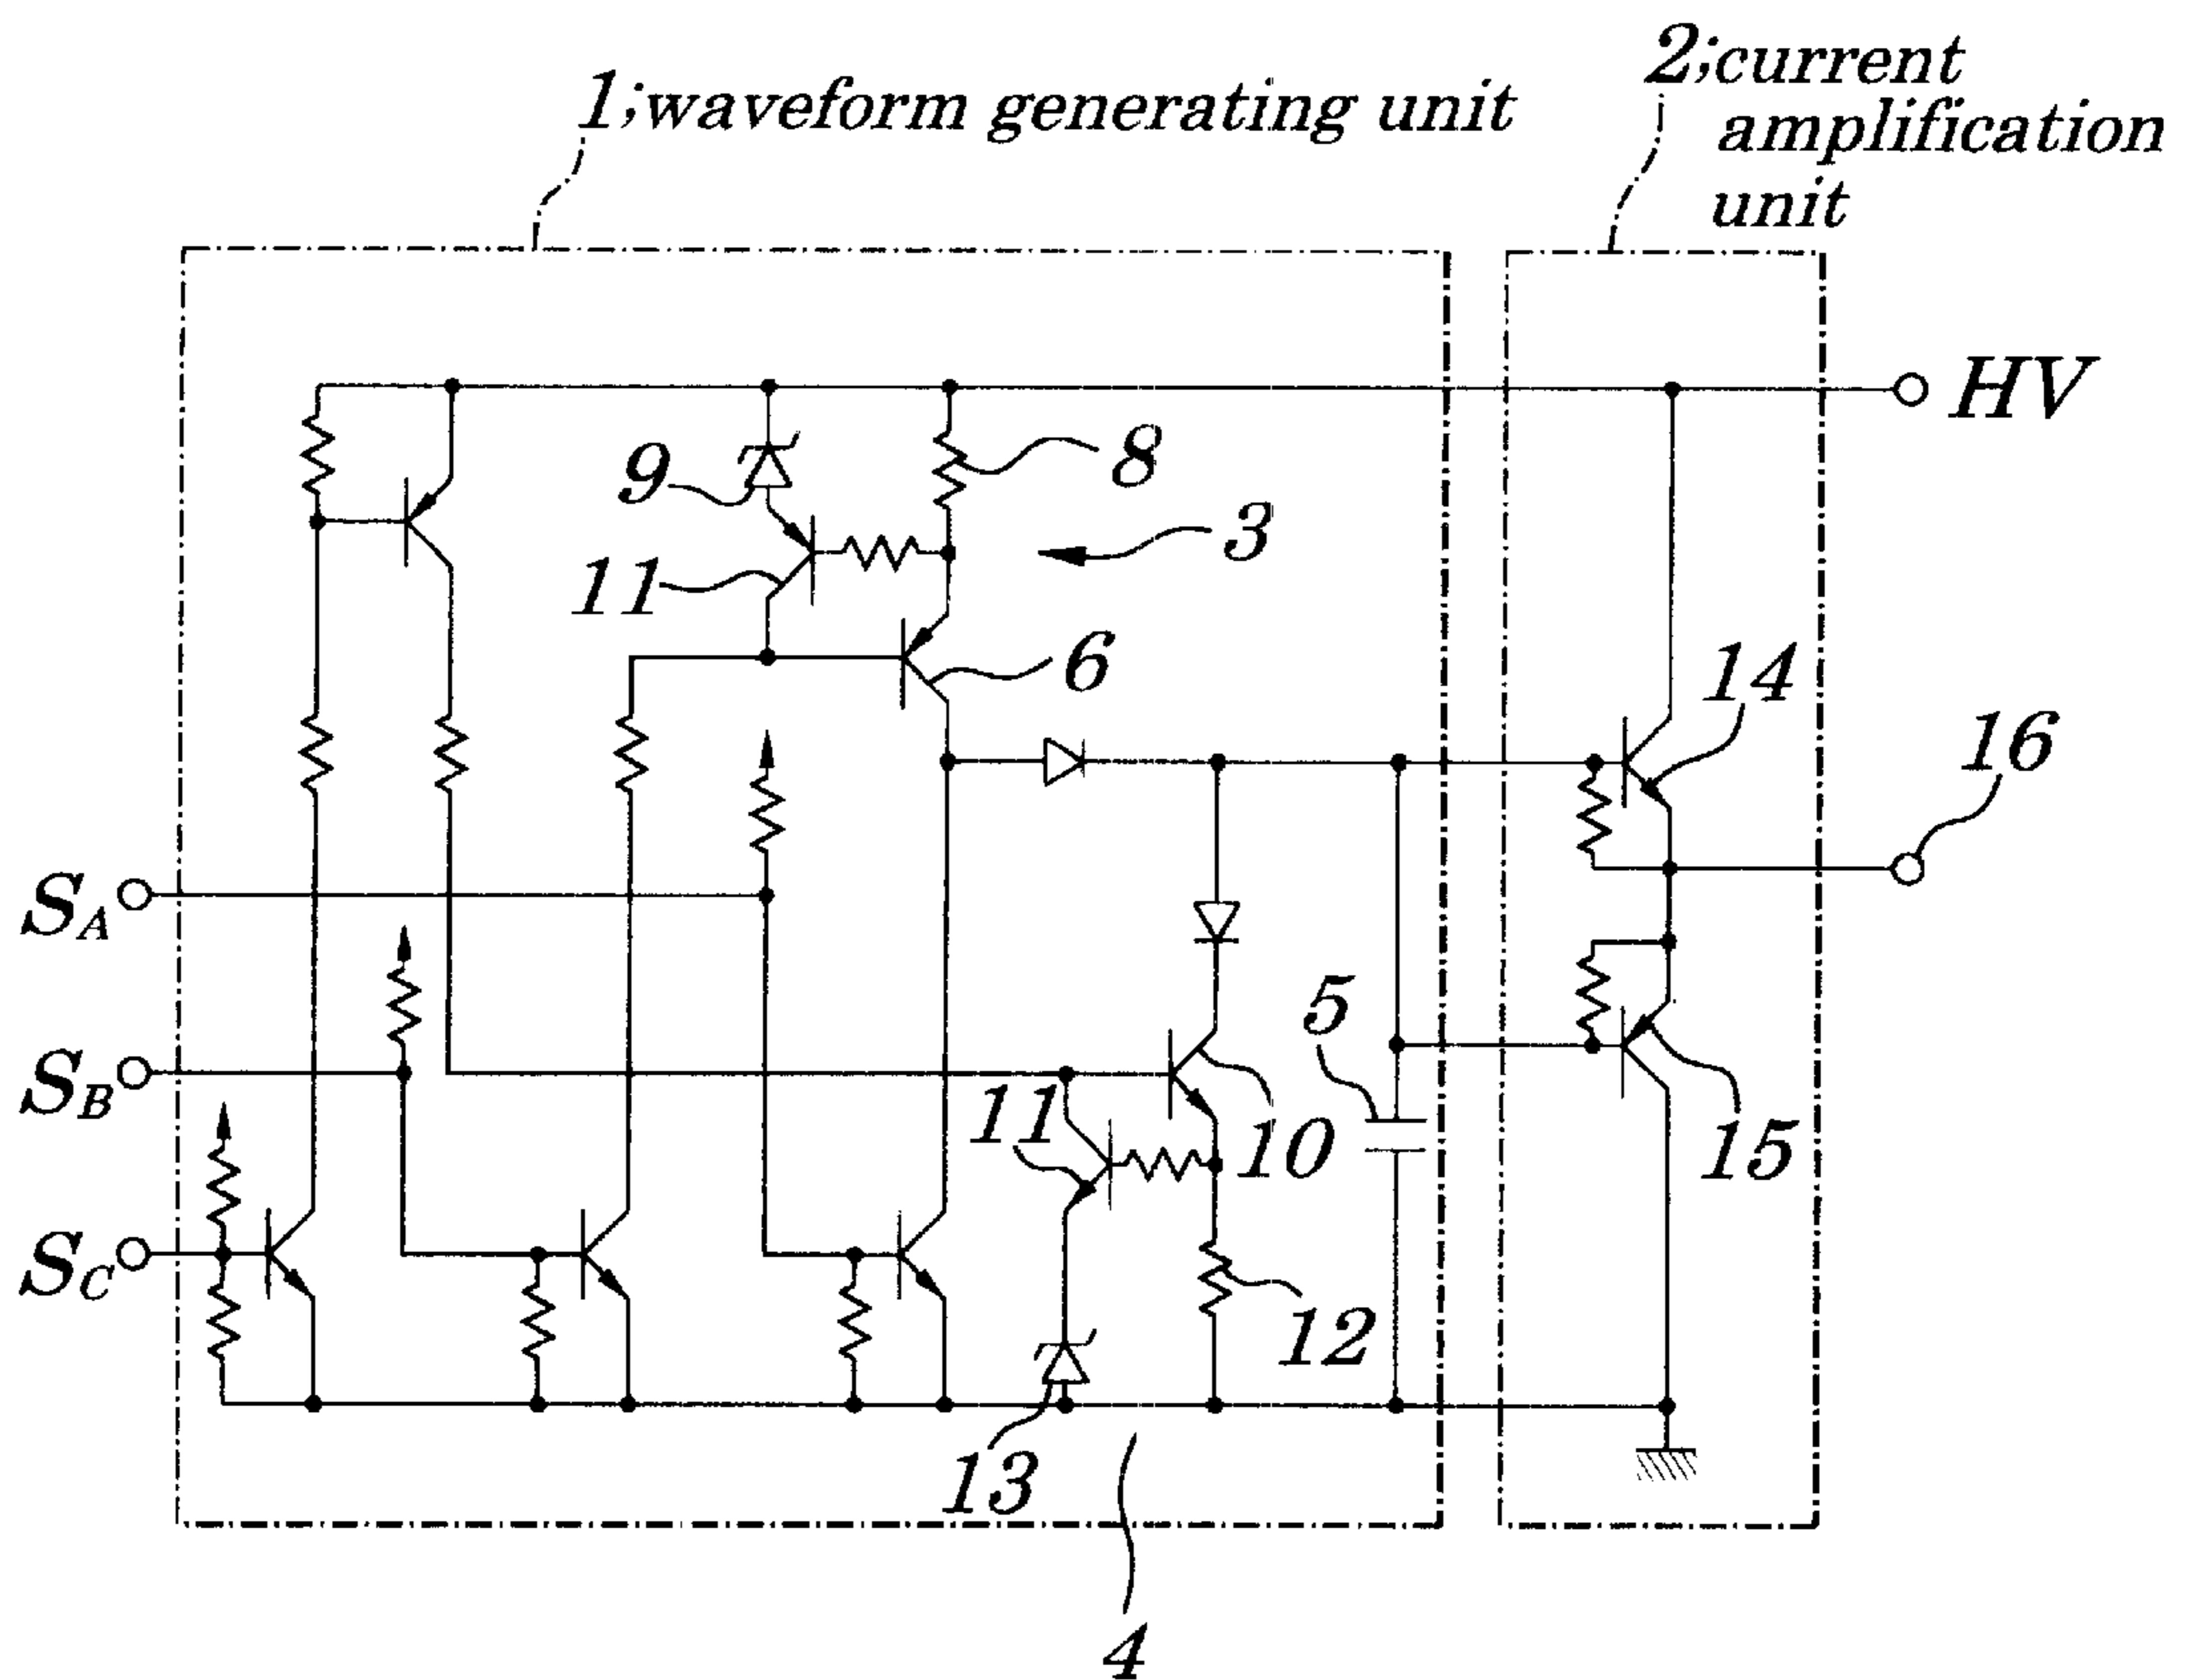 1;waveform generating unit
2;current
amplification
unit
HV
8
9
3
11
6
14
16
SA
5
SB
11
10
15
SC
12
13
4